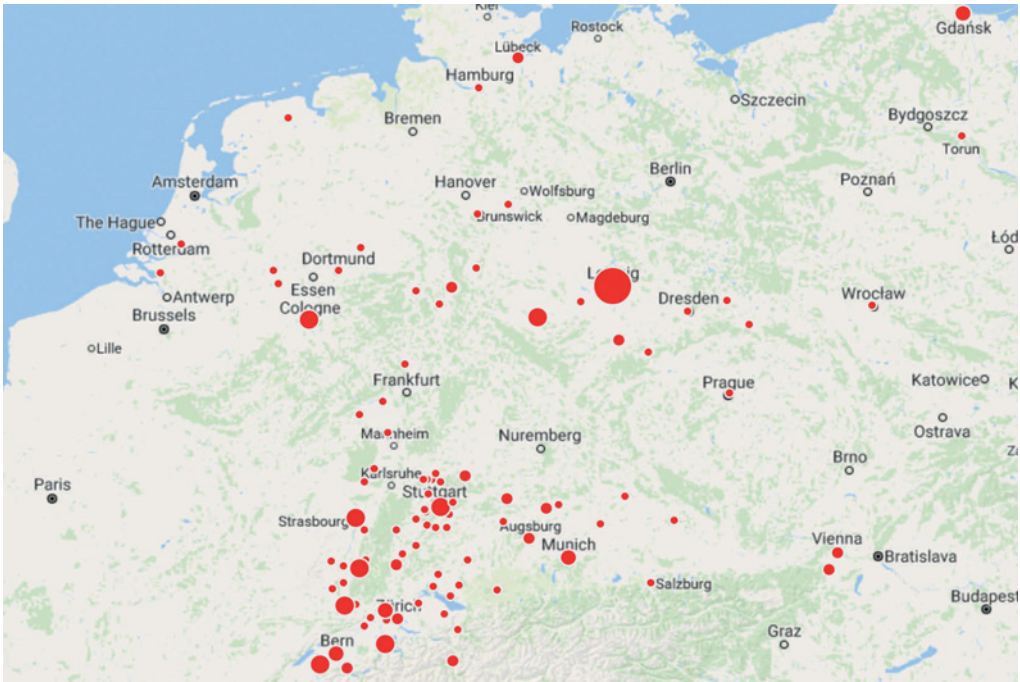 Kiel
Rostock
Gdańsk
Lübeck
Hamburg
Szczecin
Bremen
Bydgoszcz
Torun
Berlin
Amsterdam
Hanover
Wolfsburg
Poznań
Brunswick
Magdeburg
The Hague
Rotterdam
Łód
Dortmund
Essen
Antwerp
Dresden
Wrocław
Cologne
Brussels
Lille
Frankfurt
Prague
Katowice
K
Ostrava
Mannheim
Nuremberg
Za
Brno
Karlsruhe
Paris
Stuttgart
Strasbourg
Augsburg
Munich
Vienna
Bratislava
Salzburg
Budapest
Zürich
Graz
Bern